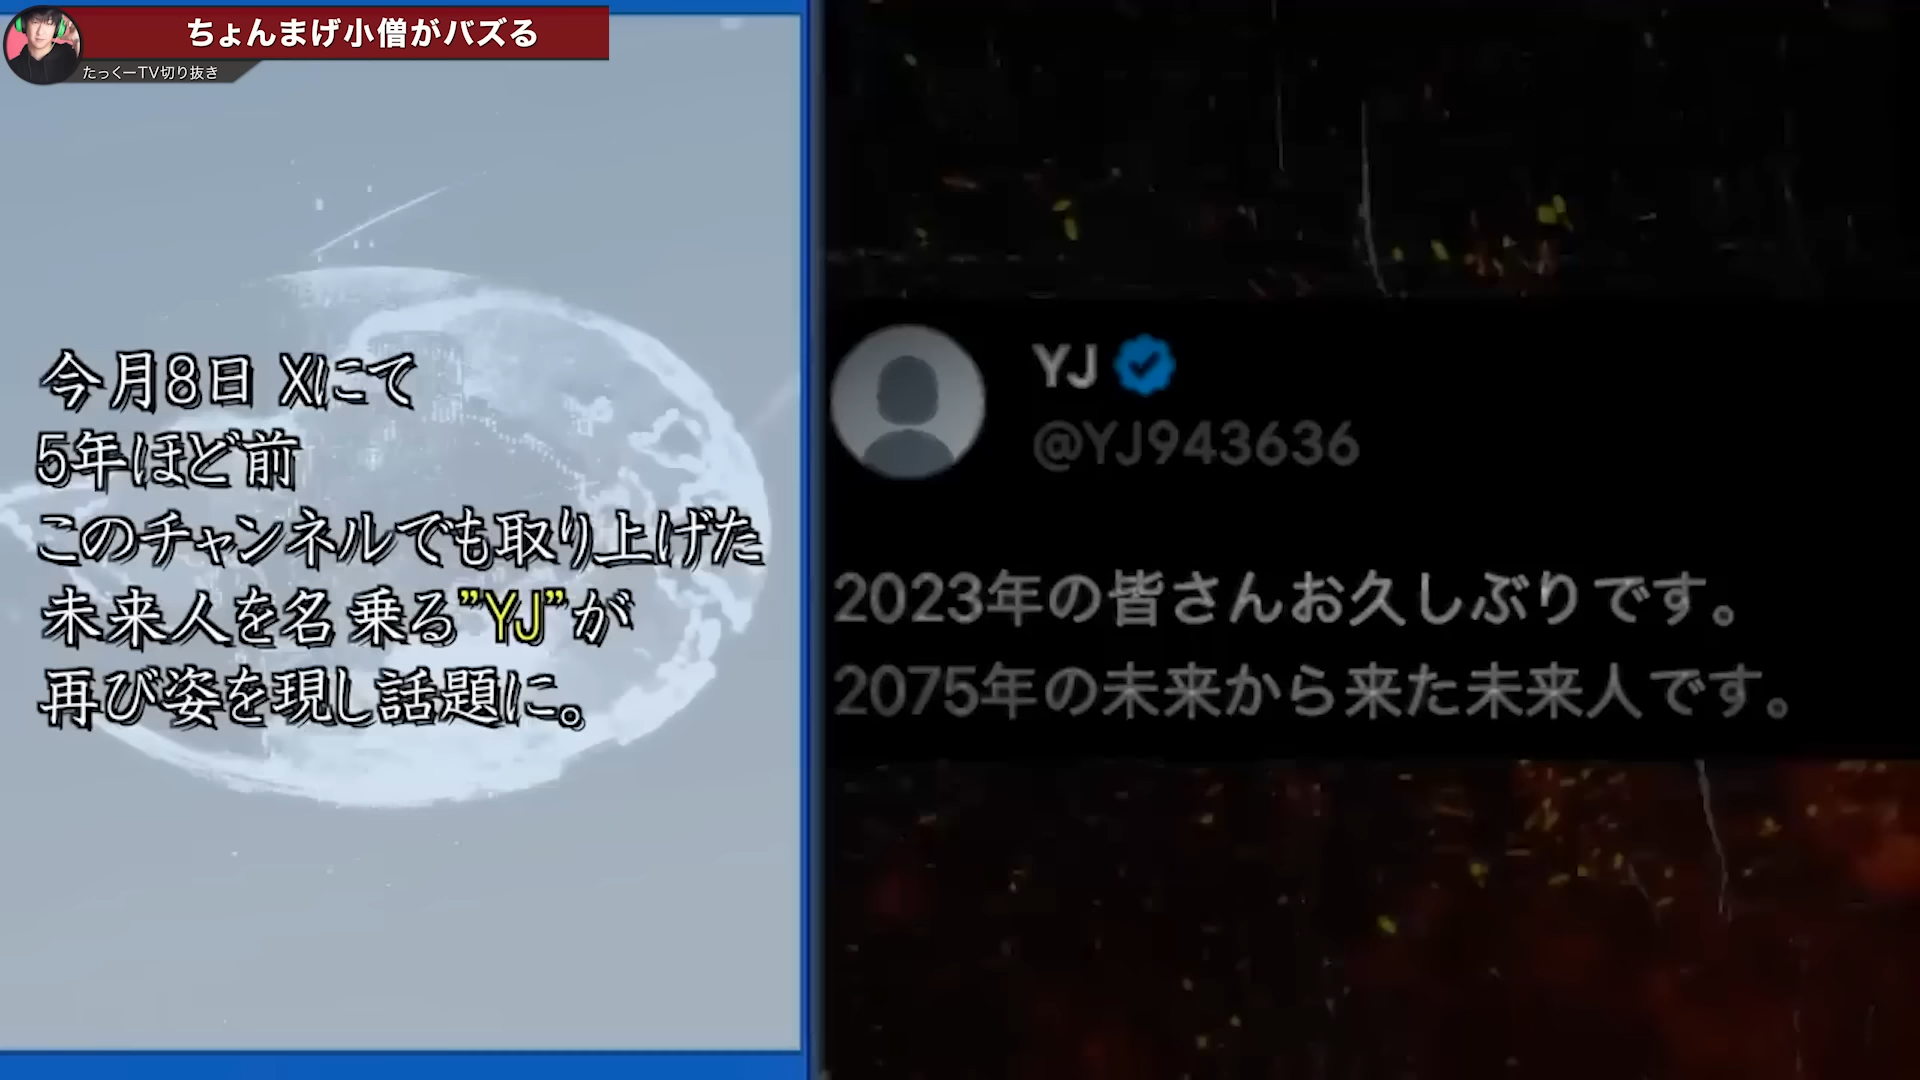 ちょんまげ小僧がバズる
たっくーTV切り抜き
今月8日 Xにて
5年ほど前
このチャンネルでも取り上げた
未来人を名乗る”YJ”が
再び姿を現し話題に。
YJ
@YJ943636
2023年の皆さんお久しぶりです。
2075年の未来から来た未来人です。